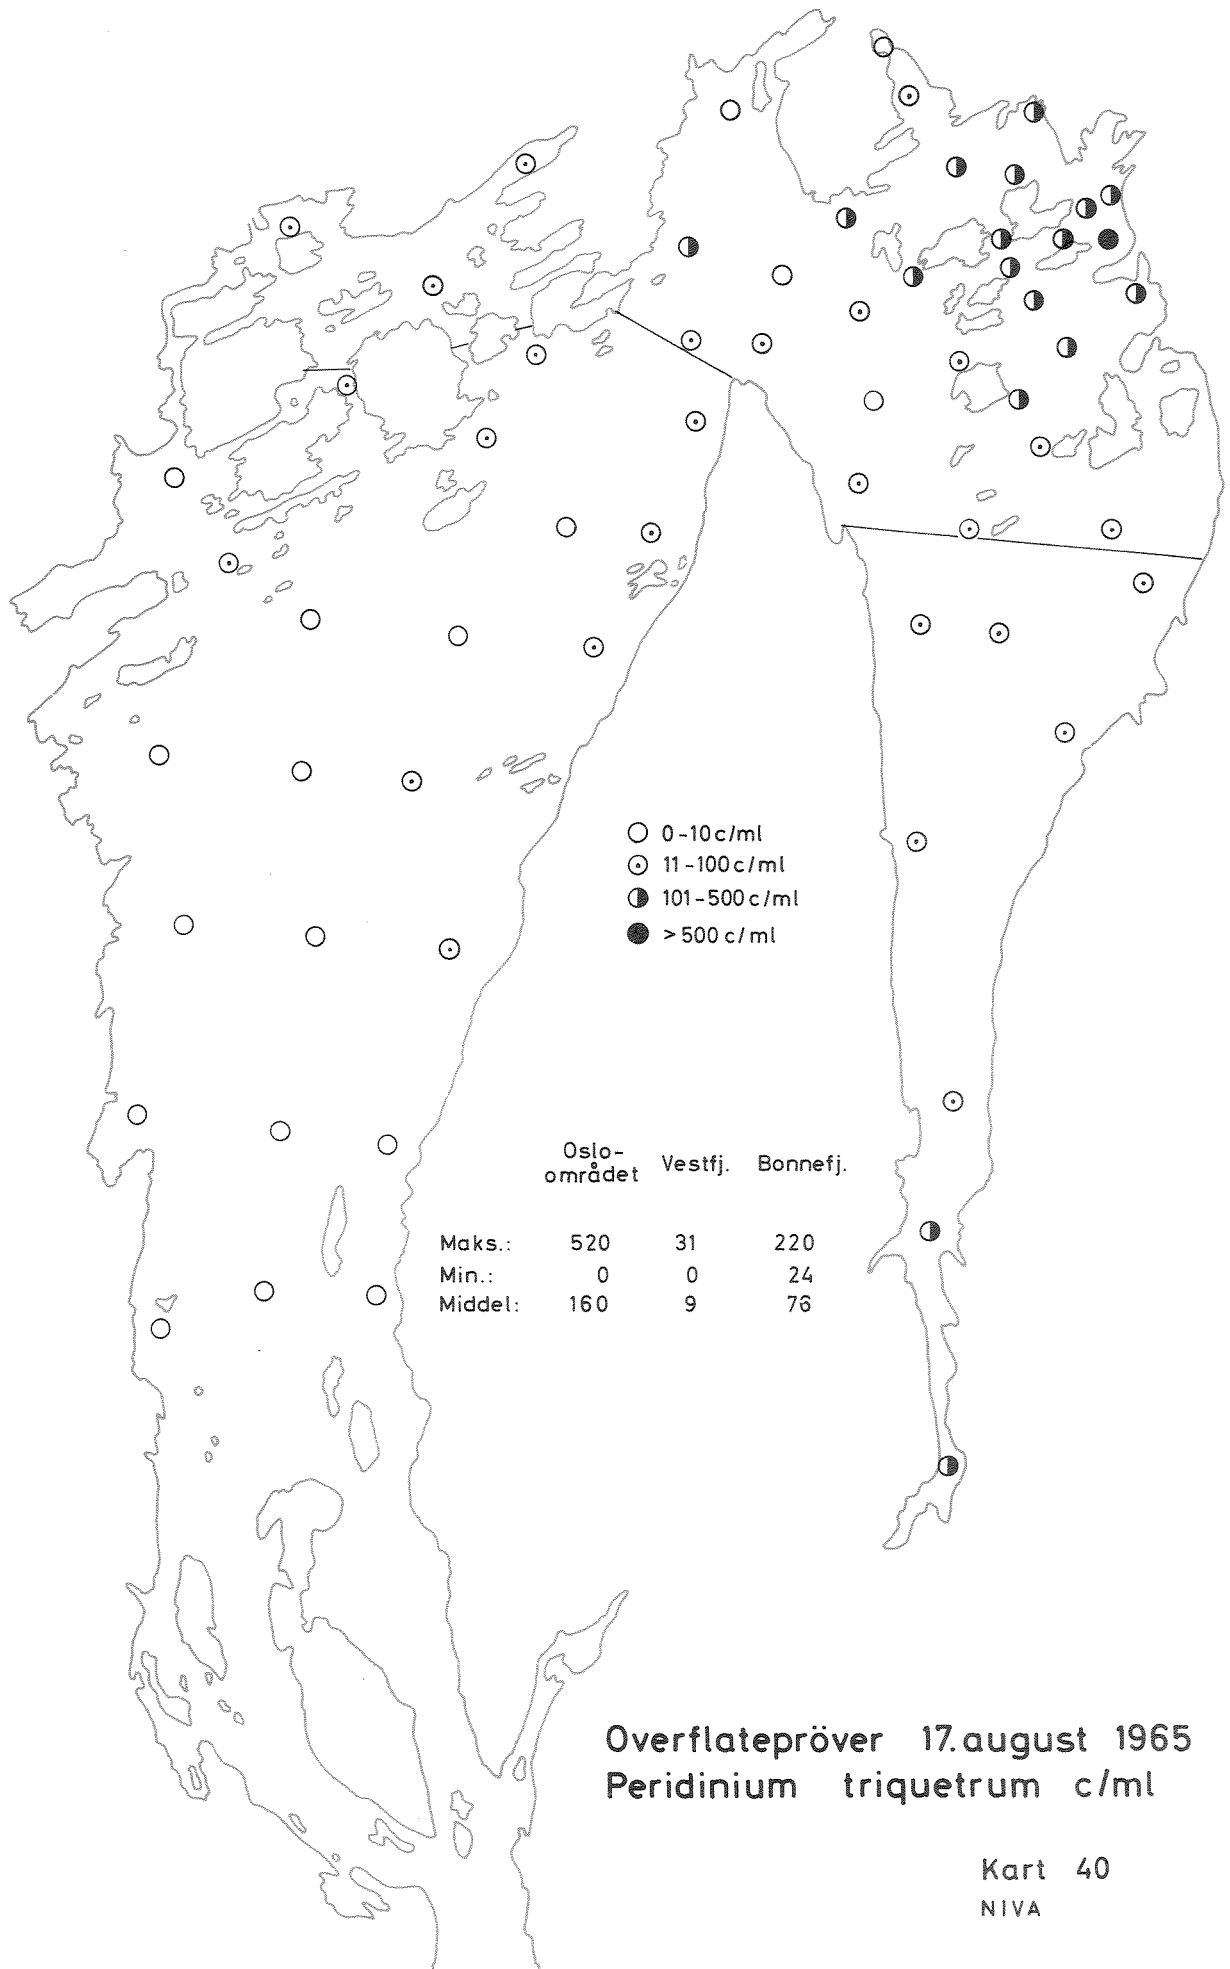 0-10 c/ml
11-100 c/ml
101-500 c/ml
>500 c/ml
Oslo-
området Vestfj. Bonnefj.
Maks.: 520 31 220
Min.: 0 0 24
Middel: 160 9 76
Overflatepröver 17. august 1965
Peridinium triquetrum c/ml
Kart 40
NIVA